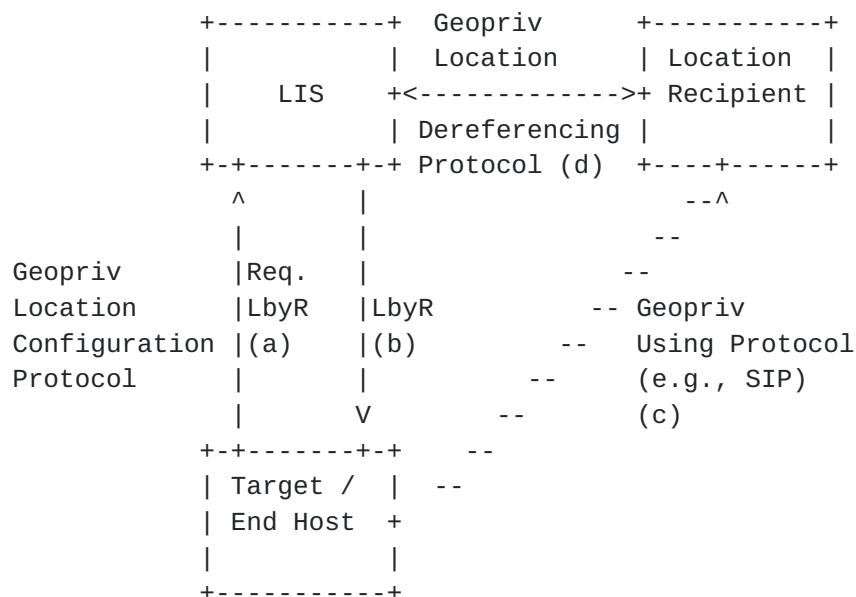 +-----------+  Geopriv      +-----------+
|           |  Location     | Location  |
|    LIS    +<------------->+ Recipient |
|           | Dereferencing |           |
+-+-------+-+ Protocol (d)  +----+------+
^       |                    --^
|       |                  --
Geopriv       |Req.   |                --
Location      |LbyR   |LbyR          -- Geopriv
Configuration |(a)    |(b)         --   Using Protocol
Protocol      |       |          --     (e.g., SIP)
|       V        --       (c)
+-+-------+-+    --
| Target /  |  --
| End Host  +
|           |
+-----------+